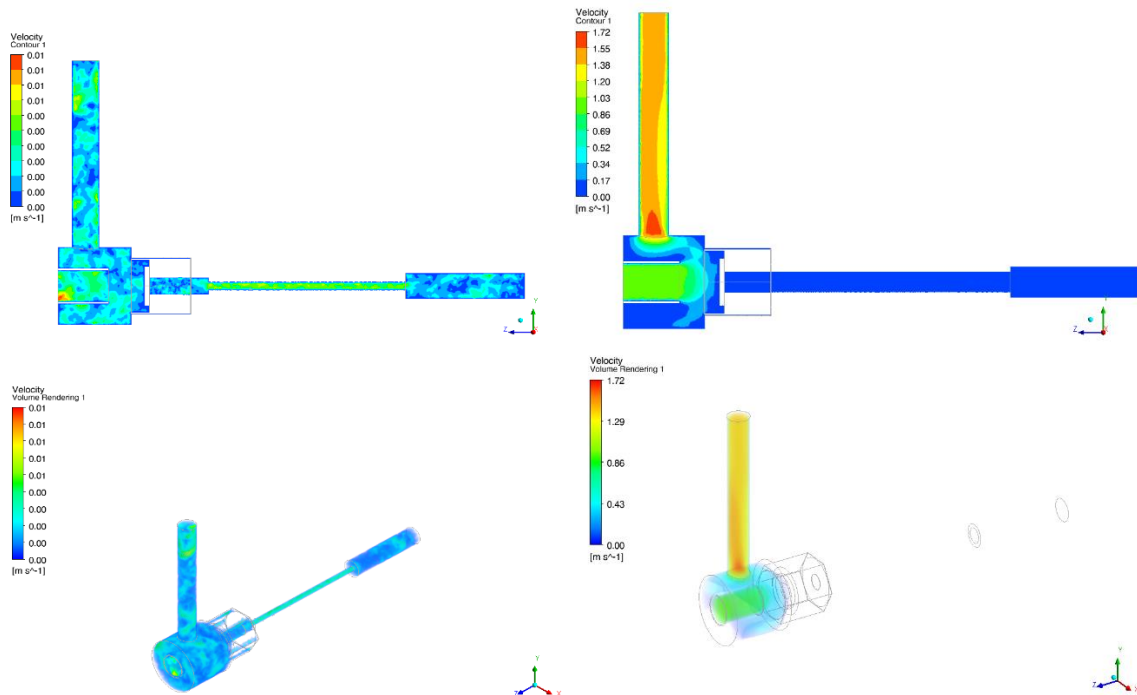 Velocity
Contour 1
0.01
0.01
0.01
0.01
0.00
0.00
0.00
0.00
0.00
0.00
0.00
[m s^-1]
Y
Z
X
Velocity
Contour 1
1.72
1.55
1.38
1.20
1.03
0.86
0.69
0.52
0.34
0.17
0.00
[m s^-1]
Y
Z
X
Velocity
Volume Rendering 1
0.01
0.01
0.01
0.01
0.01
0.00
0.00
0.00
0.00
0.00
[m s^-1]
Y
Z
X
Velocity
Volume Rendering 1
1.72
1.29
0.86
0.43
0.00
[m s^-1]
Y
Z
X